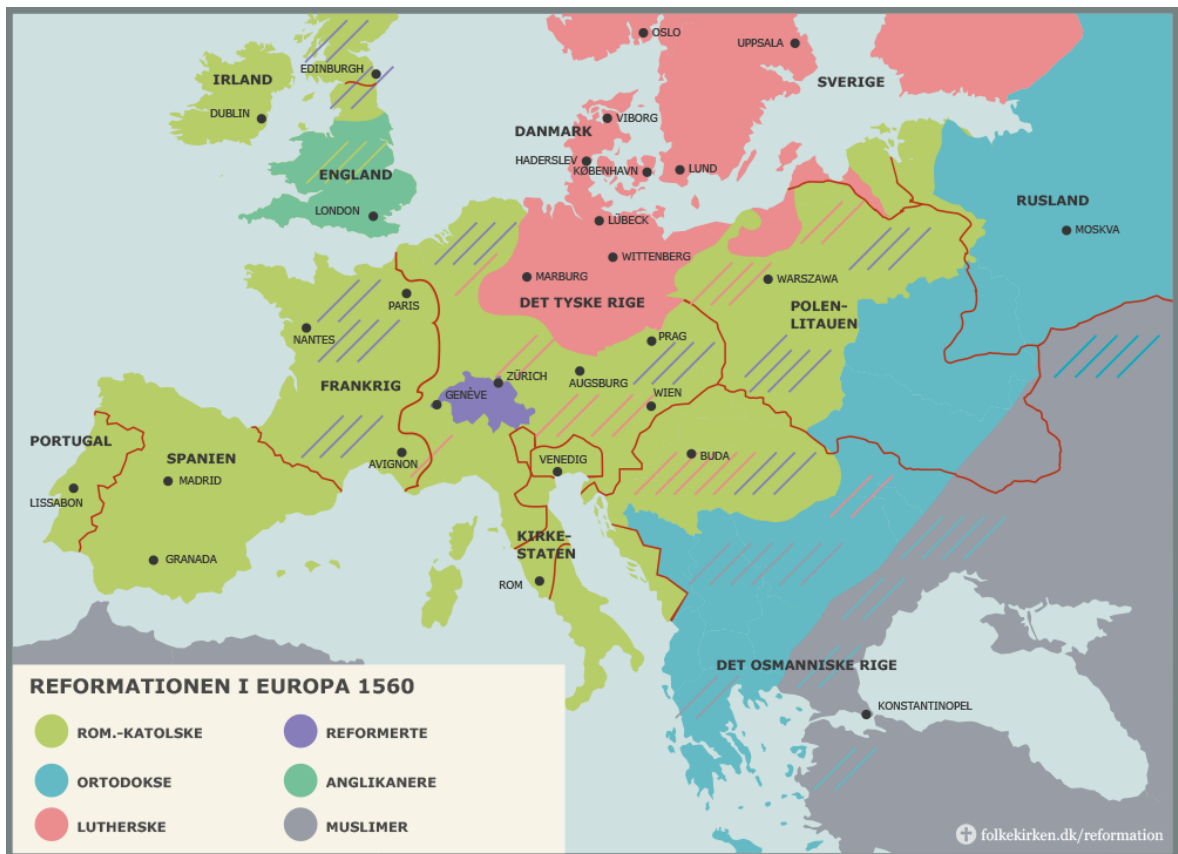 OSLO
UPPSALA
EDINBURGH
IRLAND
SVERIGE
DUBLIN
VIBORG
DANMARK
HADERSLEV
KØBENHAVN
LUND
ENGLAND
RUSLAND
LONDON
LÜBECK
MOSKVA
WITTENBERG
MARBURG
WARSZAWA
DET TYSKE RIGE
PARIS
POLEN-
LITAUEN
NANTES
PRAG
ZÜRICH
AUGSBURG
FRANKRIG
GENÈVE
WIEN
PORTUGAL
SPANIEN
AVIGNON
VENEDIG
BUDA
MADRID
LISSABON
KIRKE-
STATEN
GRANADA
ROM
DET OSMANNISKE RIGE
KONSTANTINOPEL
REFORMATIONEN I EUROPA 1560
ROM.-KATOLSKE
REFORMERTE
ORTODOKSE
ANGLIKANERE
LUTHERSKE
MUSLIMER
folkekirken.dk/reformation